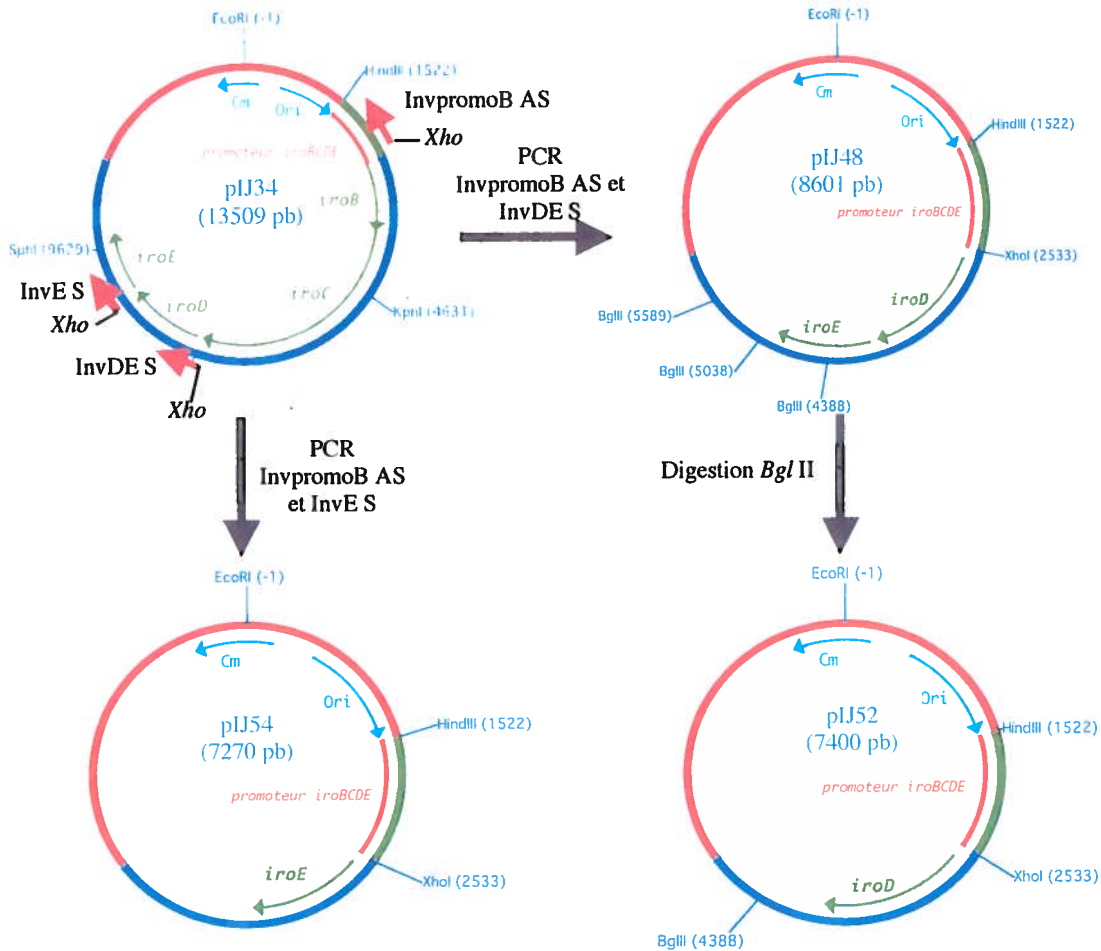 EcoRI (-1)
HindIII (1522)
InvpromoB AS
Xho
Cm
Ori
promoteur iroBCDE
pIJ34
(13509 pb)
iroB
SphI (9629)
iroE
InvE S
Xho
iroD
iroC
KpnI (4631)
InvDE S
Xho
PCR
InvpromoB AS et
InvDE S
EcoRI (-1)
Cm
Ori
HindIII (1522)
pIJ48
(8601 pb)
promoteur iroBCDE
XhoI (2533)
iroD
iroE
BglII (5589)
BglII (5038)
BglII (4388)
PCR
InvpromoB AS
et InvE S
Digestion Bgl II
EcoRI (-1)
Cm
Ori
HindIII (1522)
pIJ54
(7270 pb)
promoteur iroBCDE
iroE
XhoI (2533)
EcoRI (-1)
Cm
Ori
HindIII (1522)
pIJ52
(7400 pb)
promoteur iroBCDE
iroD
XhoI (2533)
BglII (4388)